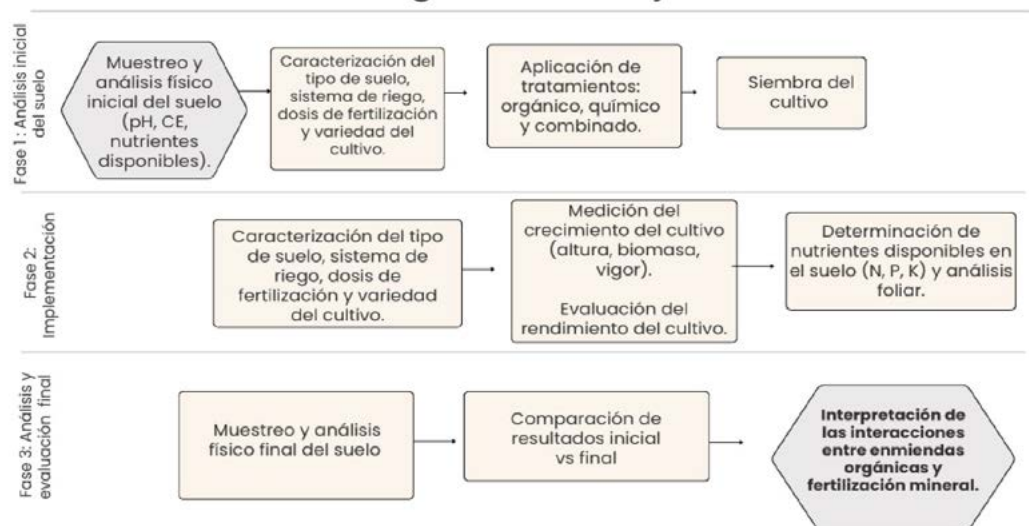 Fase 1 : Análisis inicial
del suelo
Muestreo y
análisis físico
inicial del suelo
(pH, CE,
nutrientes
disponibles).
Caracterización del
tipo de suelo,
sistema de riego,
dosis de fertilización
y variedad del
cultivo.
Aplicación de
tratamientos:
orgánico, químico
y combinado.
Siembra del
cultivo
Fase 2:
Implementación
Caracterización del tipo
de suelo, sistema de
riego, dosis de
fertilización y variedad
del cultivo.
Medición del
crecimiento del cultivo
(altura, biomasa,
vigor).
Evaluación del
rendimiento del cultivo.
Determinación de
nutrientes disponibles en
el suelo (N, P, K) y análisis
foliar.
Fase 3: Análisis y
evaluación final
Muestreo y análisis
físico final del suelo
Comparación de
resultados inicial
vs final
Interpretación de
las interacciones
entre enmiendas
orgánicas y
fertilización mineral.